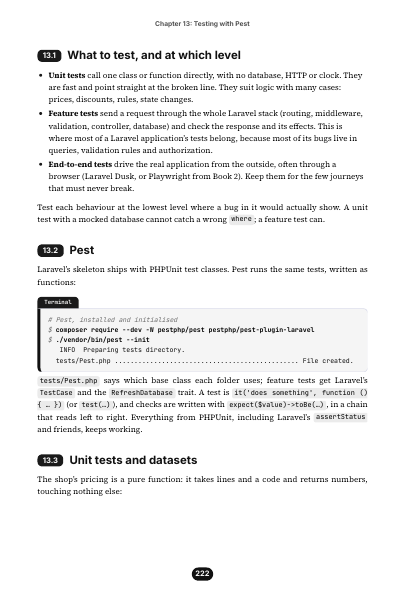 Chapter 13: Testing with Pest
13.1 What to test, and at which level
• Unit tests call one class or function directly, with no database, HTTP or clock. They
are fast and point straight at the broken line. They suit logic with many cases:
prices, discounts, rules, state changes.
• Feature tests send a request through the whole Laravel stack (routing, middleware,
validation, controller, database) and check the response and its effects. This is
where most of a Laravel application's tests belong, because most of its bugs live in
queries, validation rules and authorization.
• End-to-end tests drive the real application from the outside, often through a
browser (Laravel Dusk, or Playwright from Book 2). Keep them for the few journeys
that must never break.
Test each behaviour at the lowest level where a bug in it would actually show. A unit
test with a mocked database cannot catch a wrong where; a feature test can.
13.2 Pest
Laravel's skeleton ships with PHPUnit test classes. Pest runs the same tests, written as
functions:
Terminal
# Pest, installed and initialised
$ composer require --dev -W pestphp/pest pestphp/pest-plugin-laravel
$ ./vendor/bin/pest --init
INFO Preparing tests directory.
tests/Pest.php ................................................ File created.
tests/Pest.php says which base class each folder uses; feature tests get Laravel's
TestCase and the RefreshDatabase trait. A test is it('does something', function ()
{ … }) (or test(…)), and checks are written with expect($value)->toBe(…), in a chain
that reads left to right. Everything from PHPUnit, including Laravel's assertStatus
and friends, keeps working.
13.3 Unit tests and datasets
The shop's pricing is a pure function: it takes lines and a code and returns numbers,
touching nothing else:
222